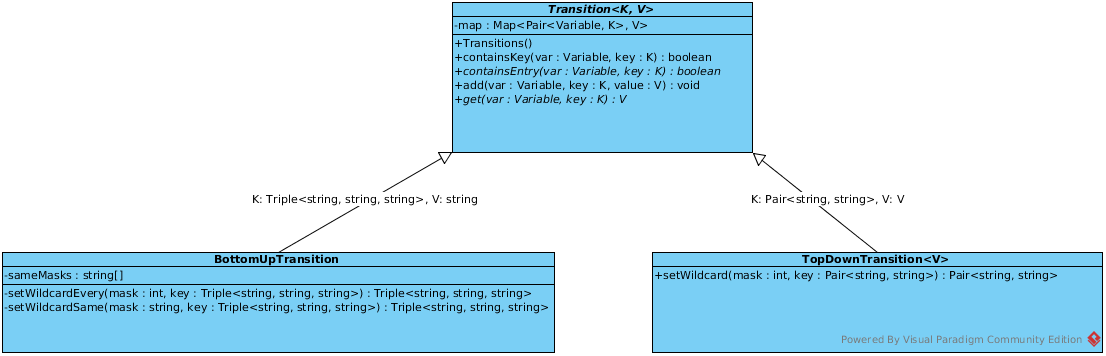 Transition<K, V>
-map : Map<Pair<Variable, K>, V>
+Transitions()
+containsKey(var : Variable, key : K) : boolean
+containsEntry(var : Variable, key : K) : boolean
+add(var : Variable, key : K, value : V) : void
+get(var : Variable, key : K) : V
K: Triple<string, string, string>, V: string
K: Pair<string, string>, V: V
BottomUpTransition
-sameMasks : string[]
-setWildcardEvery(mask : int, key : Triple<string, string, string>) : Triple<string, string, string>
-setWildcardSame(mask : string, key : Triple<string, string, string>) : Triple<string, string, string>
TopDownTransition<V>
+setWildcard(mask : int, key : Pair<string, string>) : Pair<string, string>
Powered By Visual Paradigm Community Edition